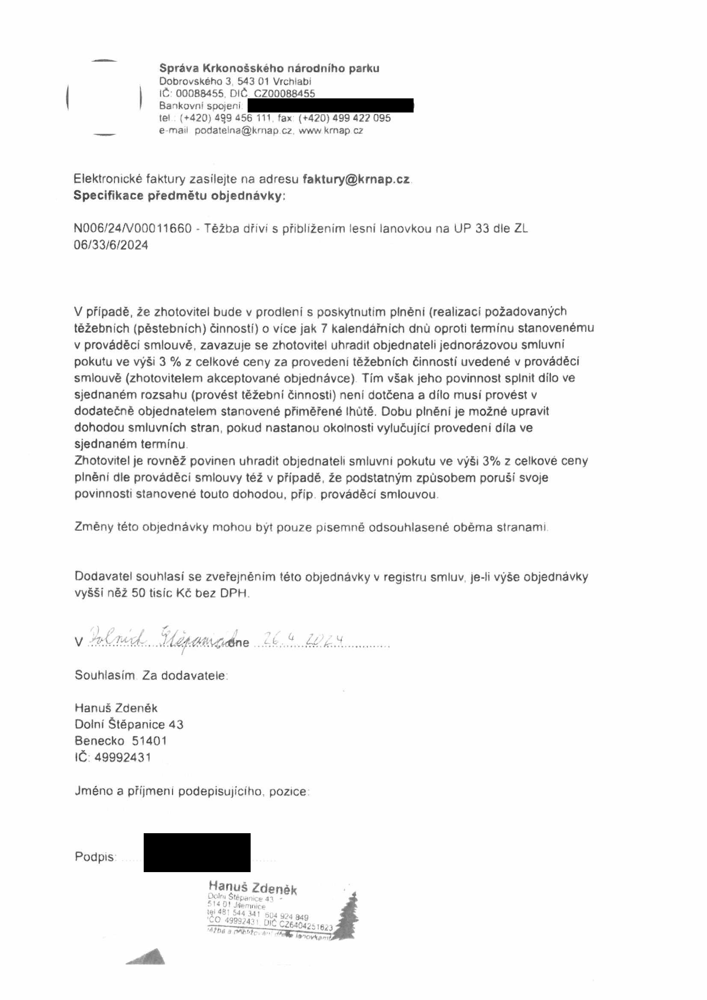 Správa Krkonošského národního parku
Dobrovského 3, 543 01 Vrchlabí
IČ: 00088455, DIČ CZ00088455
Bankovní spojení:
tel.: (+420) 499 456 111, fax: (+420) 499 422 095
e-mail podatelna@krnap.cz, www.krnap.cz
Elektronické faktury zasílejte na adresu faktury@krnap.cz.
Specifikace předmětu objednávky:
N006/24/V00011660 - Těžba dříví s přiblížením lesní lanovkou na UP 33 dle ZL
06/33/6/2024
V případě, že zhotovitel bude v prodlení s poskytnutím plnění (realizací požadovaných
těžebních (pěstebních) činností) o více jak 7 kalendářních dnů oproti termínu stanovenému
v prováděcí smlouvě, zavazuje se zhotovitel uhradit objednateli jednorázovou smluvní
pokutu ve výši 3 % z celkové ceny za provedení těžebních činností uvedené v prováděcí
smlouvě (zhotovitelem akceptované objednávce). Tím však jeho povinnost splnit dílo ve
sjednaném rozsahu (provést těžební činnosti) není dotčena a dílo musí provést v
dodatečně objednatelem stanovené přiměřené lhůtě. Dobu plnění je možné upravit
dohodou smluvních stran, pokud nastanou okolnosti vylučující provedení díla ve
sjednaném termínu.
Zhotovitel je rovněž povinen uhradit objednateli smluvní pokutu ve výši 3% z celkové ceny
plnění dle prováděcí smlouvy též v případě, že podstatným způsobem poruší svoje
povinnosti stanovené touto dohodou, příp. prováděcí smlouvou.
Změny této objednávky mohou být pouze písemně odsouhlasené oběma stranami.
Dodavatel souhlasí se zveřejněním této objednávky v registru smluv, je-li výše objednávky
vyšší něž 50 tisíc Kč bez DPH.
V Dolních Štěpanicích dne 26.4 2024
Souhlasím. Za dodavatele:
Hanuš Zdeněk
Dolní Štěpanice 43
Benecko 51401
IČ: 49992431
Jméno a příjmení podepisujícího, pozice:
Podpis:
Hanuš Zdeněk
Dolní Štěpanice 43
514 01 Jilemnice
tel 481 544 341 604 924 849
IČO 49992431, DIČ CZ6404251623
těžba a přibližování dřeva lanovkami